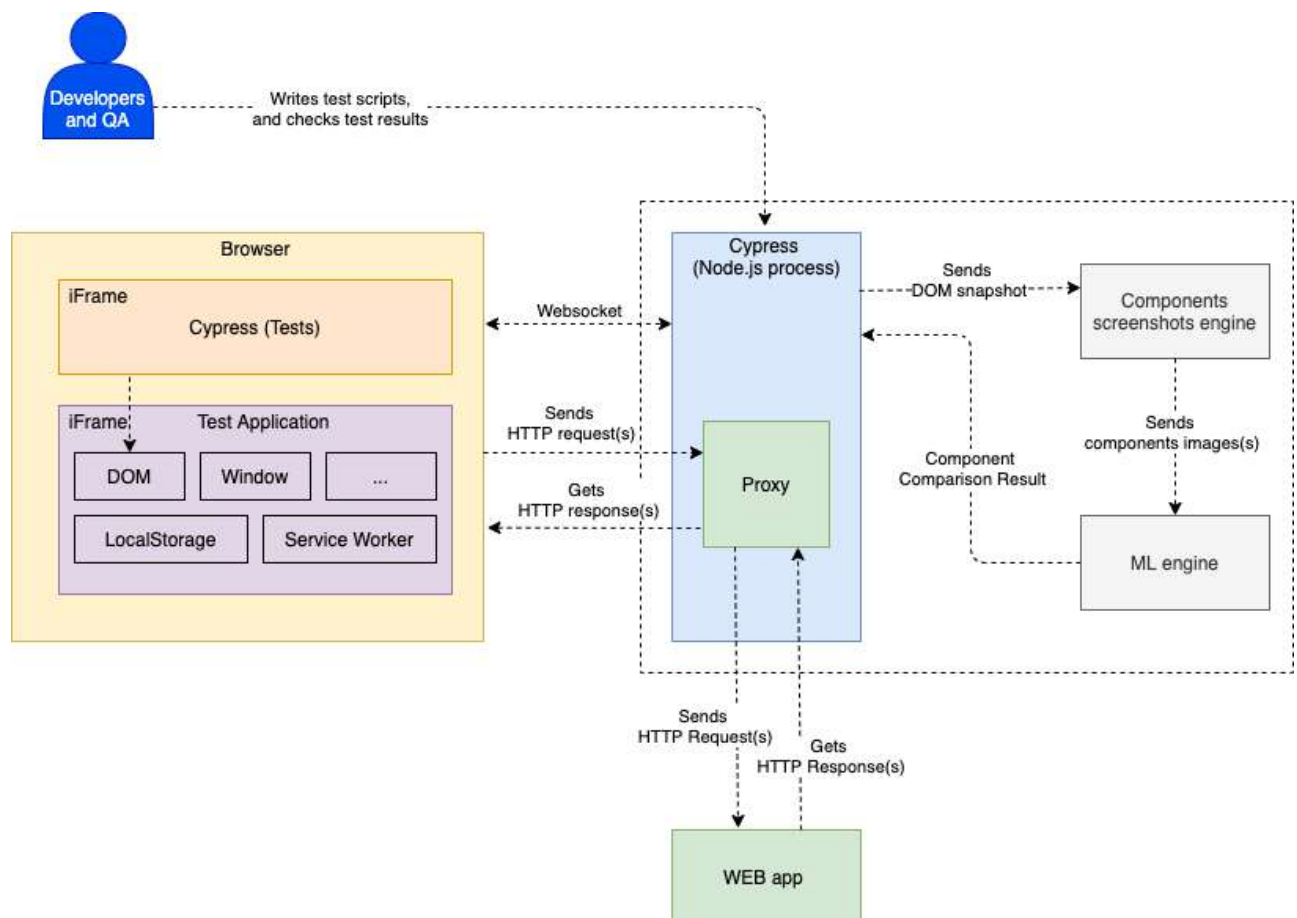 Developers
and QA
Writes test scripts,
and checks test results
Browser
iFrame
Cypress (Tests)
iFrame
Test Application
DOM
Window
...
LocalStorage
Service Worker
Websocket
Sends
HTTP request(s)
Gets
HTTP response(s)
Cypress
(Node.js process)
Proxy
Sends
DOM snapshot
Components
screenshots engine
Sends
components images(s)
Component
Comparison Result
ML engine
Sends
HTTP Request(s)
Gets
HTTP Response(s)
WEB app